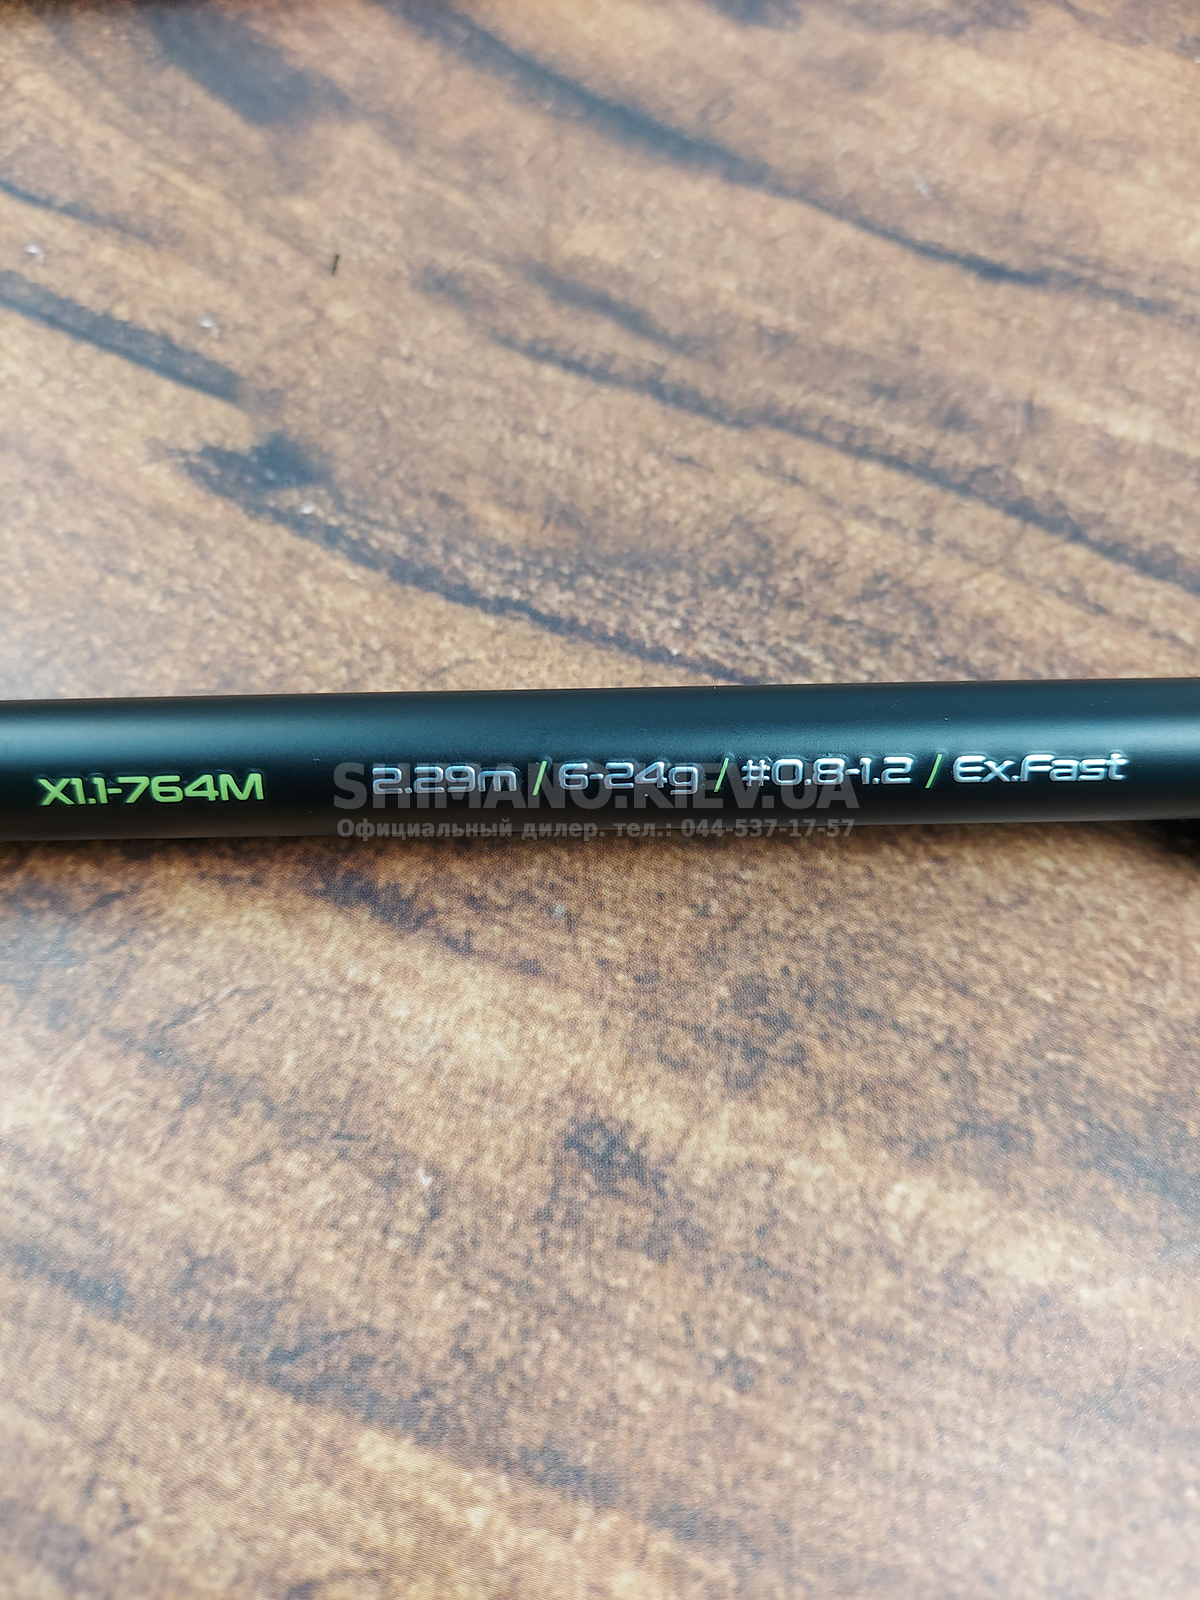 X1.1-764M 2.29m / 6-24g / #0.8-1.2 / Ex.Fast
SHIMANO.KIEV.UA
Официальный дилер. тел.: 044-537-17-57